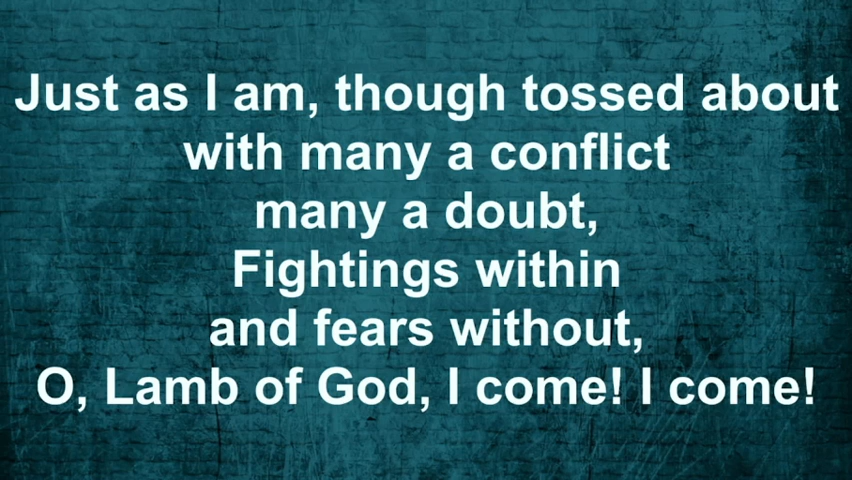 Just as I am, though tossed about
with many a conflict
many a doubt,
Fightings within
and fears without,
O, Lamb of God, I come! I come!